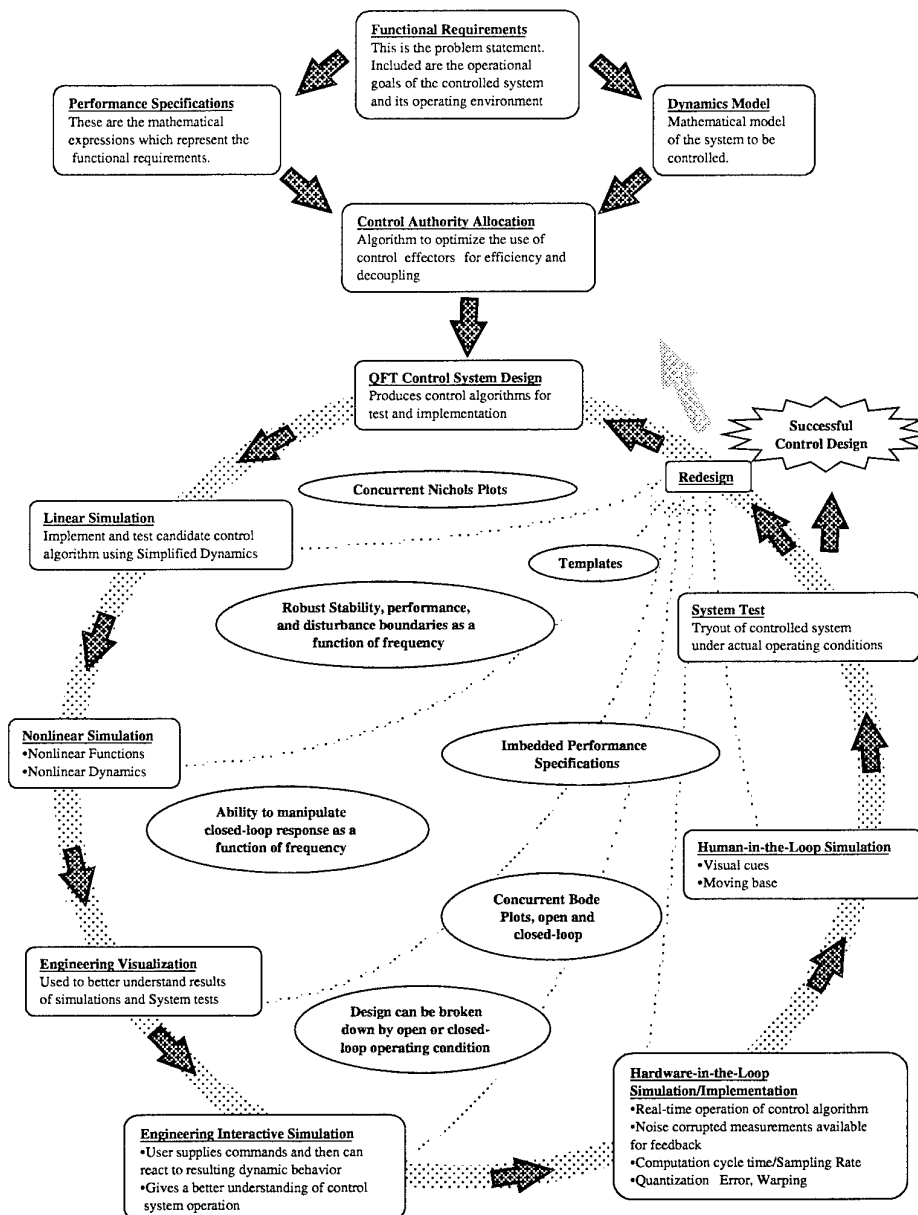 Functional Requirements
This is the problem statement.
Included are the operational
goals of the controlled system
and its operating environment
Performance Specifications
These are the mathematical
expressions which represent the
functional requirements.
Dynamics Model
Mathematical model
of the system to be
controlled.
Control Authority Allocation
Algorithm to optimize the use of
control effectors for efficiency and
decoupling
QFT Control System Design
Produces control algorithms for
test and implementation
Successful
Control Design
Redesign
Concurrent Nichols Plots
Linear Simulation
Implement and test candidate control
algorithm using Simplified Dynamics
Templates
Robust Stability, performance,
and disturbance boundaries as a
function of frequency
System Test
Tryout of controlled system
under actual operating conditions
Nonlinear Simulation
•Nonlinear Functions
•Nonlinear Dynamics
Imbedded Performance
Specifications
Ability to manipulate
closed-loop response as a
function of frequency
Human-in-the-Loop Simulation
•Visual cues
•Moving base
Concurrent Bode
Plots, open and
closed-loop
Engineering Visualization
Used to better understand results
of simulations and System tests
Design can be broken
down by open or closed-
loop operating condition
Hardware-in-the-Loop
Simulation/Implementation
•Real-time operation of control algorithm
•Noise corrupted measurements available
for feedback
•Computation cycle time/Sampling Rate
•Quantization Error, Warping
Engineering Interactive Simulation
•User supplies commands and then can
react to resulting dynamic behavior
•Gives a better understanding of control
system operation